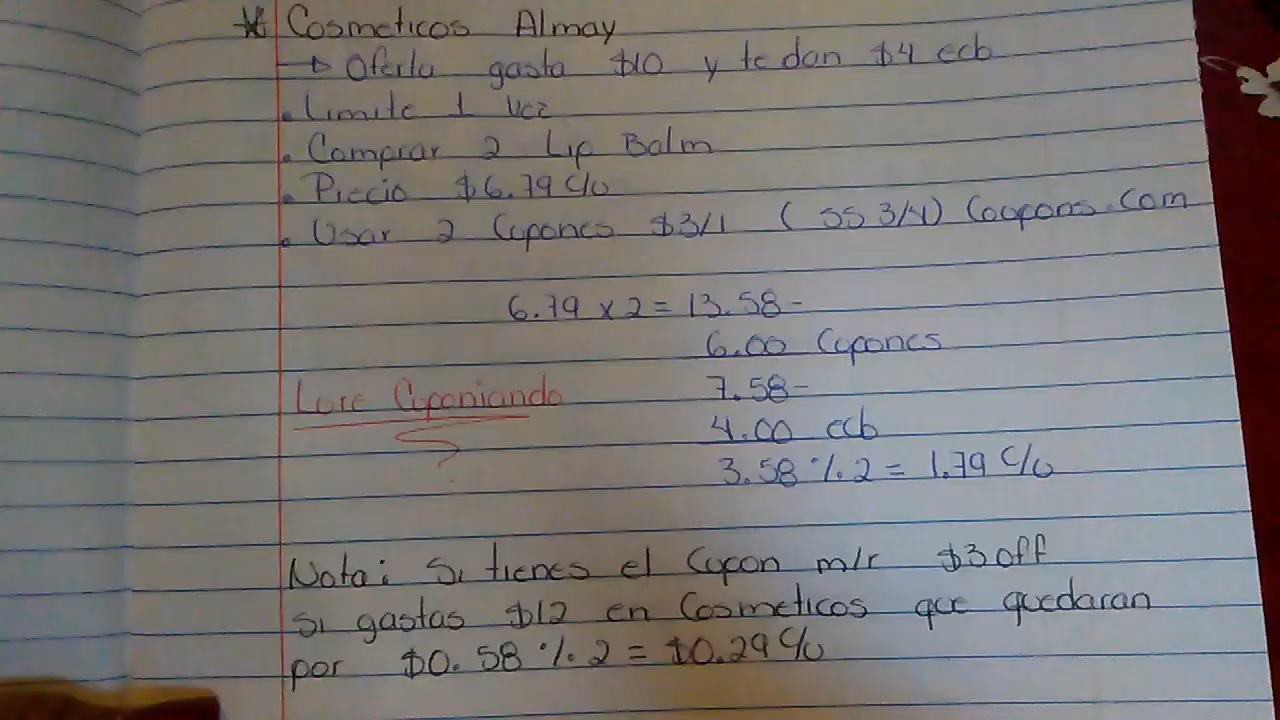 * Cosmeticos Almay
→ Oferta gasta $10 y te dan $4 ecb
• Limite 1 vez
• Comprar 2 Lip Balm
• Precio $6.79 c/u
• Usar 2 Cupones $3/1 (SS 3/4) Coupons.com
6.79 x 2 = 13.58 -
6.00 Cupones
7.58 -
Lore Cuponiando
4.00 ecb
3.58 ٪ 2 = 1.79 c/u
Nota: Si tienes el Cupon m/r $3 off
si gastas $12 en Cosmeticos que quedaran
por $0.58 ٪ 2 = $0.29 c/u